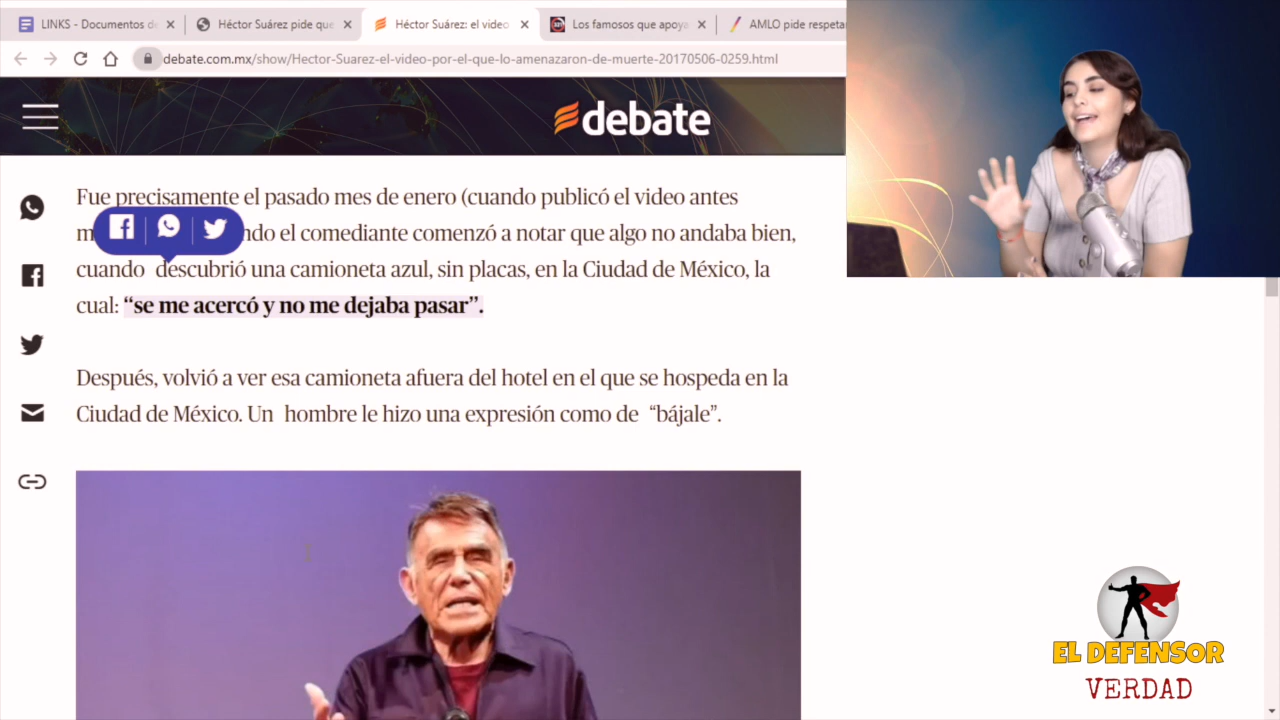 LINKS - Documentos d
Héctor Suárez pide que
Héctor Suárez: el video
Los famosos que apoya
AMLO pide respeta
debate.com.mx/show/Hector-Suarez-el-video-por-el-que-lo-amenazaron-de-muerte-20170506-0259.html
debate
Fue precisamente el pasado mes de enero (cuando publicó el video antes
ndo el comediante comenzó a notar que algo no andaba bien,
cuando descubrió una camioneta azul, sin placas, en la Ciudad de México, la
cual: “se me acercó y no me dejaba pasar”.
Después, volvió a ver esa camioneta afuera del hotel en el que se hospeda en la
Ciudad de México. Un hombre le hizo una expresión como de “bájale”.
EL DEFENSOR
VERDAD